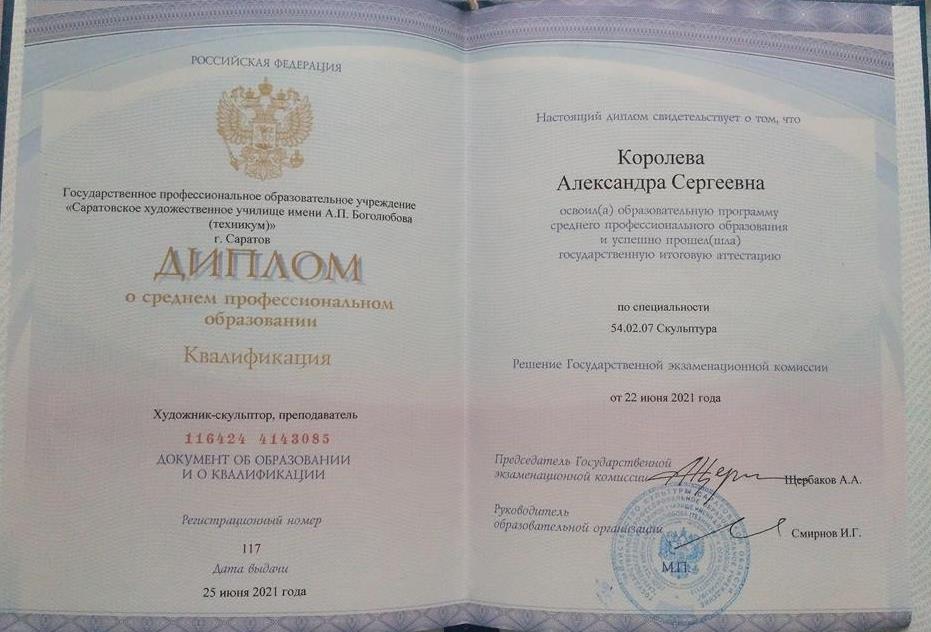 РОССИЙСКАЯ ФЕДЕРАЦИЯ
Государственное профессиональное образовательное учреждение
«Саратовское художественное училище имени А.П. Боголюбова
(техникум)»
г. Саратов
ДИПЛОМ
о среднем профессиональном
образовании
Квалификация
Художник-скульптор, преподаватель
116424 4143085
ДОКУМЕНТ ОБ ОБРАЗОВАНИИ
И О КВАЛИФИКАЦИИ
Регистрационный номер
117
Дата выдачи
25 июня 2021 года
Настоящий диплом свидетельствует о том, что
Королева
Александра Сергеевна
освоил(а) образовательную программу
среднего профессионального образования
и успешно прошел(шла)
государственную итоговую аттестацию
по специальности
54.02.07 Скульптура
Решение Государственной экзаменационной комиссии
от 22 июня 2021 года
Председатель Государственной
экзаменационной комиссии
Щербаков А.А.
Руководитель
образовательной организации
Смирнов И.Г.
М.П.